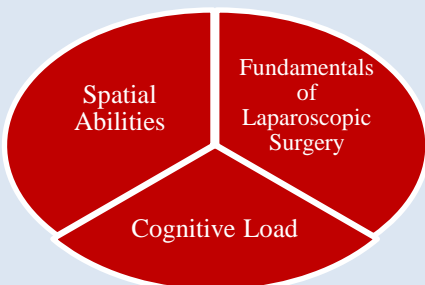 Spatial
Abilities
Fundamentals
of
Laparoscopic
Surgery
Cognitive Load